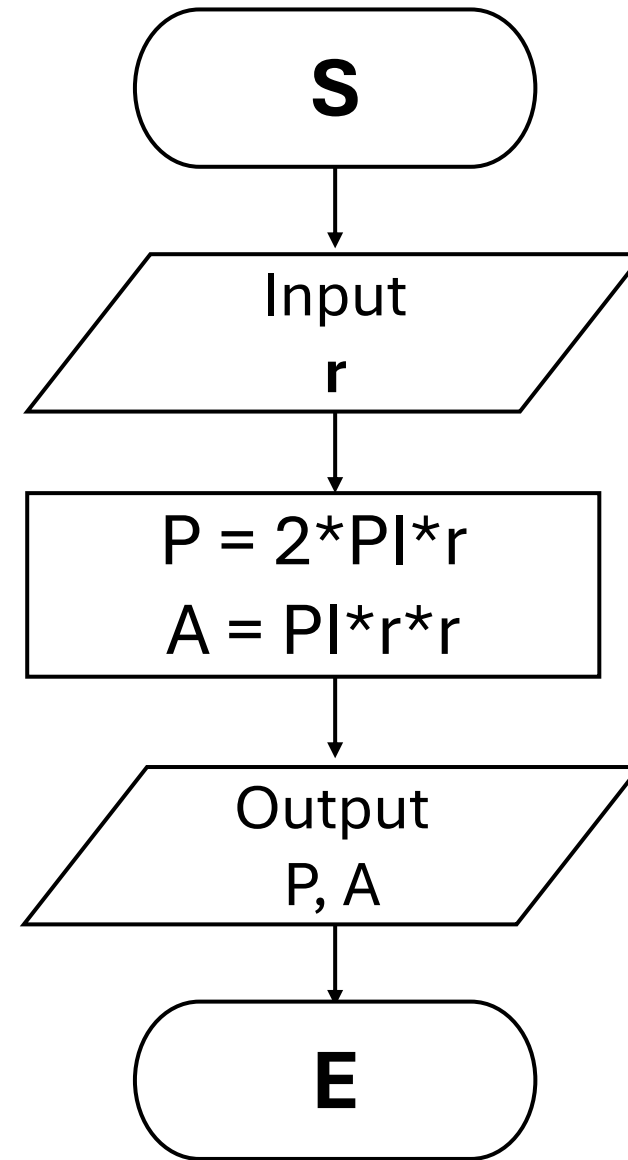 S
Input
r
P = 2*PI*r
A = PI*r*r
Output
P, A
E